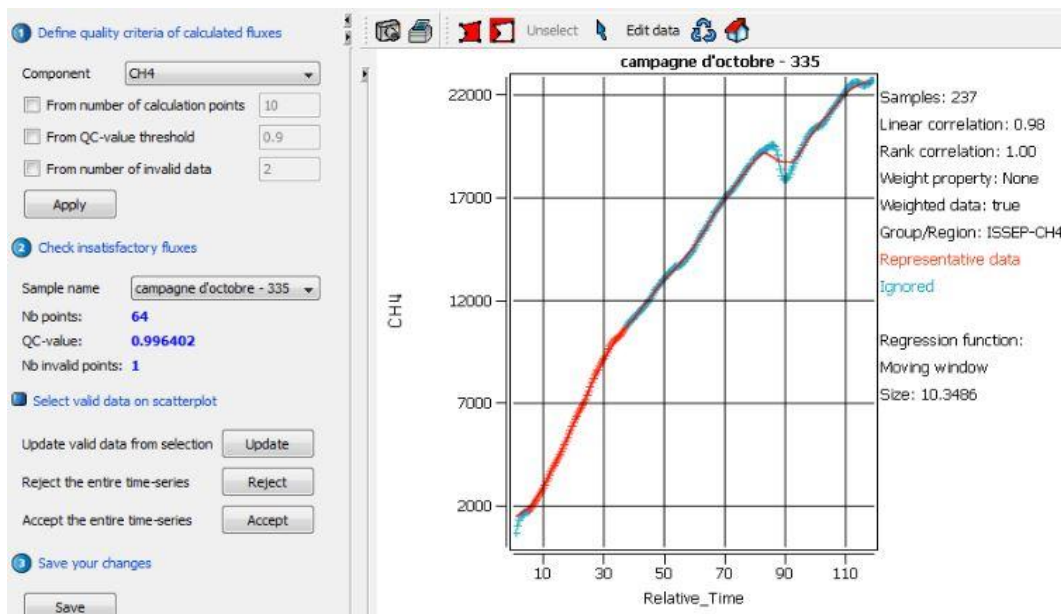 1 Define quality criteria of calculated fluxes
Component CH4
From number of calculation points 10
From QC-value threshold 0.9
From number of invalid data 2
Apply
2 Check insatisfactory fluxes
Sample name campagne d'octobre - 335
Nb points: 64
QC-value: 0.996402
Nb invalid points: 1
Select valid data on scatterplot
Update valid data from selection Update
Reject the entire time-series Reject
Accept the entire time-series Accept
3 Save your changes
Save
Unselect Edit data
campagne d'octobre - 335
22000
17000
12000
7000
2000
CH4
10 30 50 70 90 110
Relative_Time
Samples: 237
Linear correlation: 0.98
Rank correlation: 1.00
Weight property: None
Weighted data: true
Group/Region: ISSEP-CH4
Representative data
Ignored
Regression function:
Moving window
Size: 10.3486